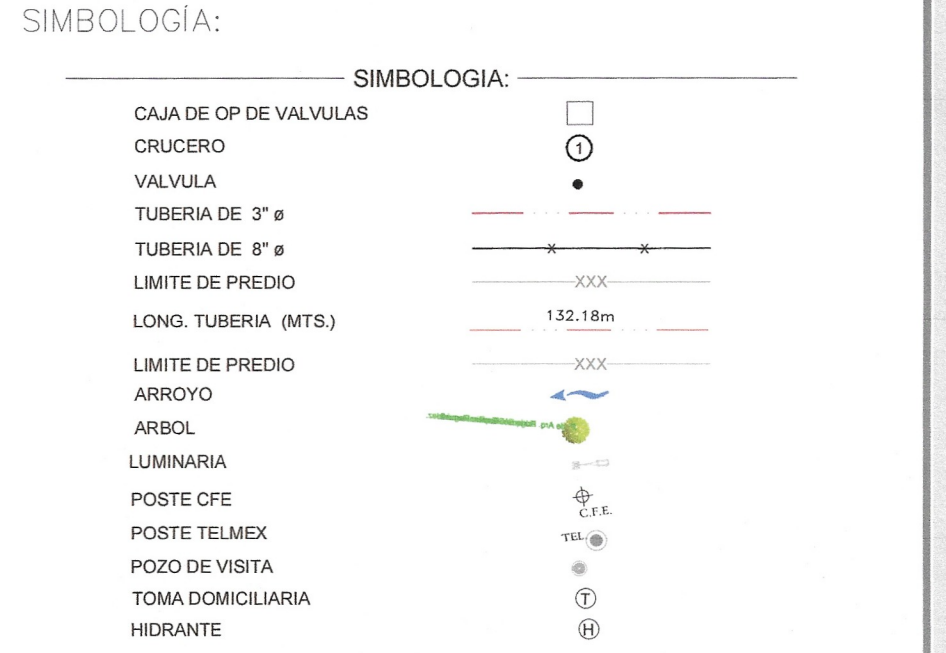 SIMBOLOGÍA:
SIMBOLOGIA:
CAJA DE OP DE VALVULAS
CRUCERO 1
VALVULA
TUBERIA DE 3" ø
TUBERIA DE 8" ø x x
LIMITE DE PREDIO XXX
LONG. TUBERIA (MTS.) 132.18m
LIMITE DE PREDIO XXX
ARROYO
ARBOL
LUMINARIA
POSTE CFE C.F.E.
POSTE TELMEX TEL.
POZO DE VISITA
TOMA DOMICILIARIA T
HIDRANTE H